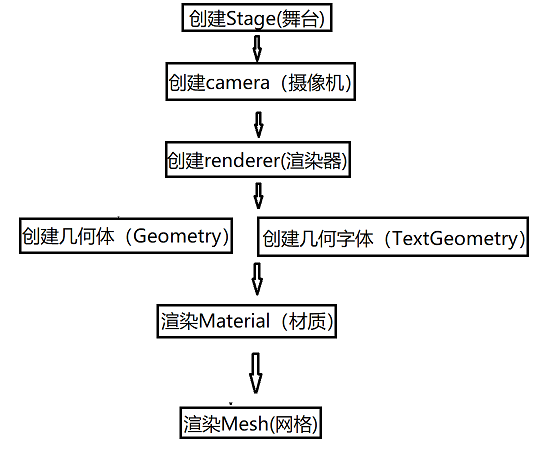 创建Stage(舞台)
创建camera（摄像机）
创建renderer(渲染器)
创建几何体（Geometry）
创建几何字体（TextGeometry）
渲染Material（材质）
渲染Mesh(网格)